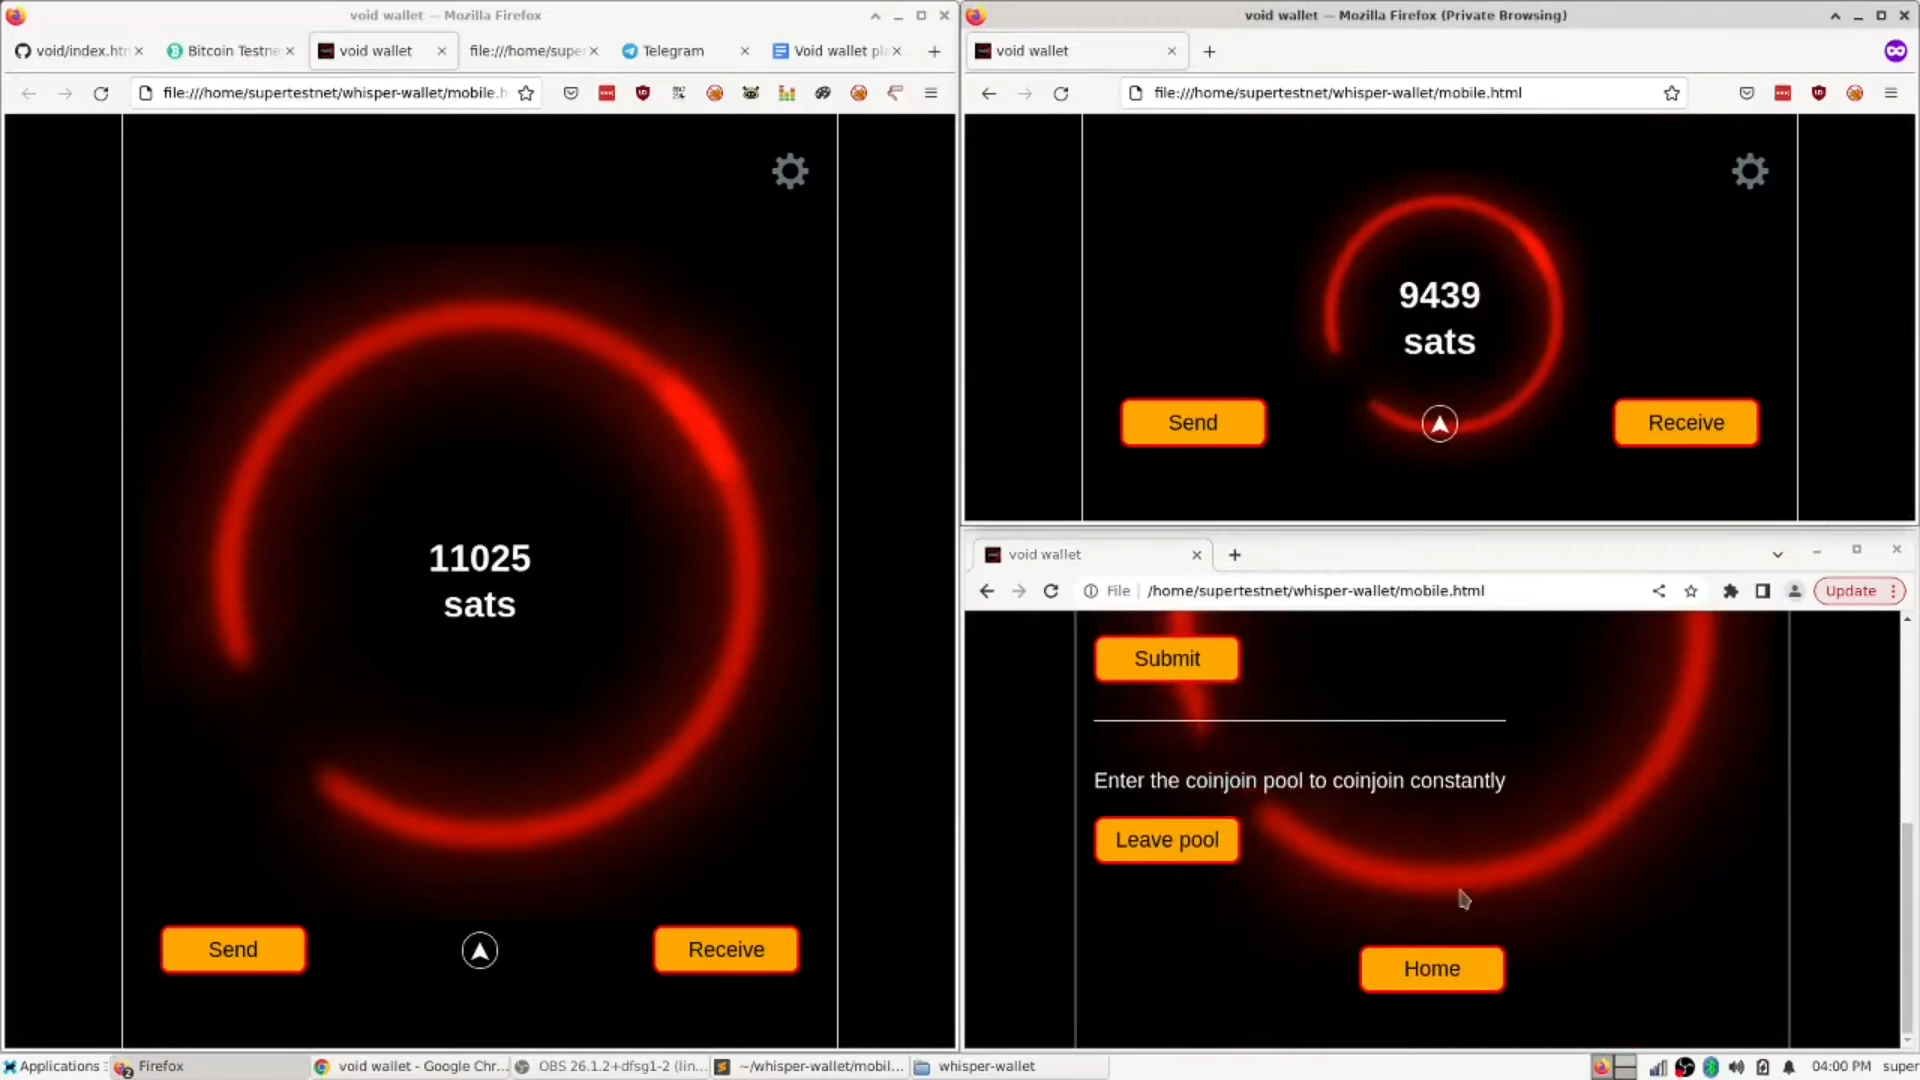 void wallet — Mozilla Firefox
void/index.htn
Bitcoin Testne
void wallet
file:///home/supe
Telegram
Void wallet pl
file:///home/supertestnet/whisper-wallet/mobile.h
11025
sats
Send
Receive
void wallet — Mozilla Firefox (Private Browsing)
void wallet
file:///home/supertestnet/whisper-wallet/mobile.html
9439
sats
Send
Receive
void wallet
File
/home/supertestnet/whisper-wallet/mobile.html
Update
Submit
Enter the coinjoin pool to coinjoin constantly
Leave pool
Home
Applications
2
Firefox
void wallet - Google Chr...
OBS 26.1.2+dfsg1-2 (lin...
~/whisper-wallet/mobil...
whisper-wallet
04:00 PM
super